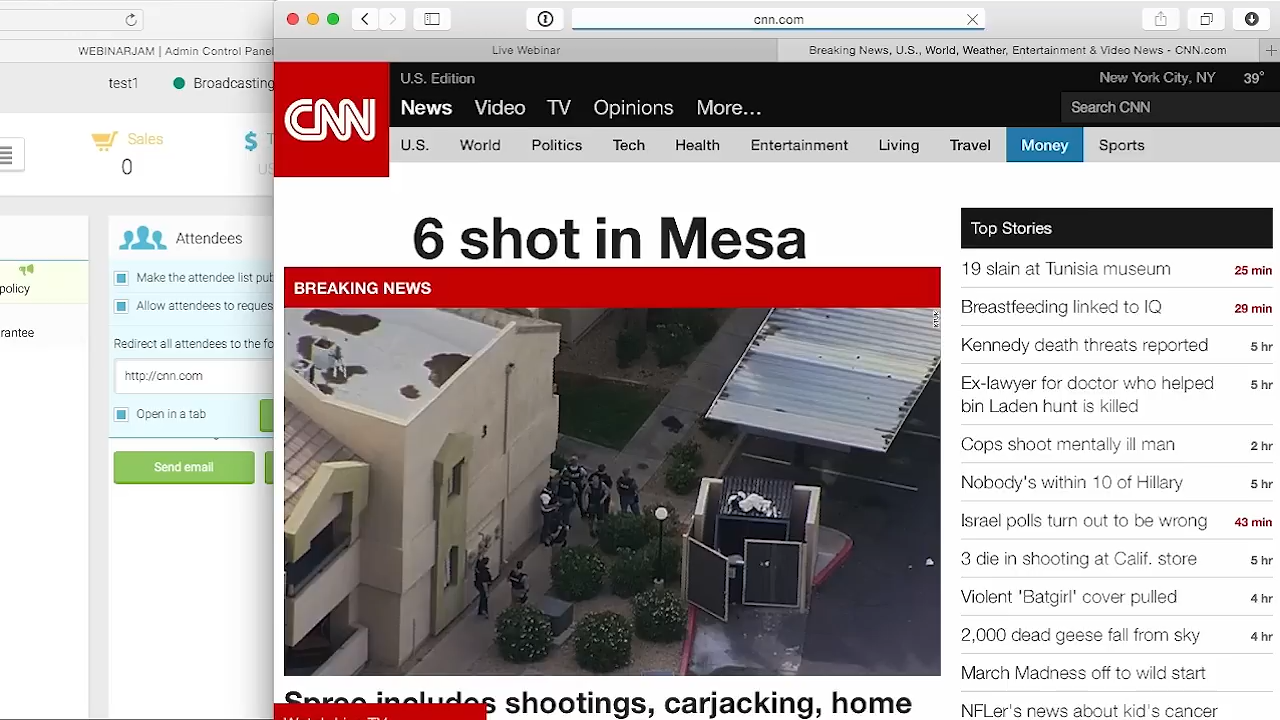 cnn.com
WEBINARJAM | Admin Control Panel
Live Webinar
Breaking News, U.S., World, Weather, Entertainment & Video News - CNN.com
test1
Broadcasting
Sales
0
$
T
US
Attendees
Make the attendee list pub
Allow attendees to reques
policy
rantee
Redirect all attendees to the fo
http://cnn.com
Open in a tab
Send email
CNN
U.S. Edition
New York City, NY 39°
News Video TV Opinions More...
Search CNN
U.S. World Politics Tech Health Entertainment Living Travel Money Sports
6 shot in Mesa
BREAKING NEWS
Spree includes shootings, carjacking, home
Watch Live TV
Top Stories
19 slain at Tunisia museum 25 min
Breastfeeding linked to IQ 29 min
Kennedy death threats reported 5 hr
Ex-lawyer for doctor who helped
bin Laden hunt is killed 5 hr
Cops shoot mentally ill man 2 hr
Nobody's within 10 of Hillary 5 hr
Israel polls turn out to be wrong 43 min
3 die in shooting at Calif. store 5 hr
Violent 'Batgirl' cover pulled 4 hr
2,000 dead geese fall from sky 4 hr
March Madness off to wild start
NFLer's news about kid's cancer